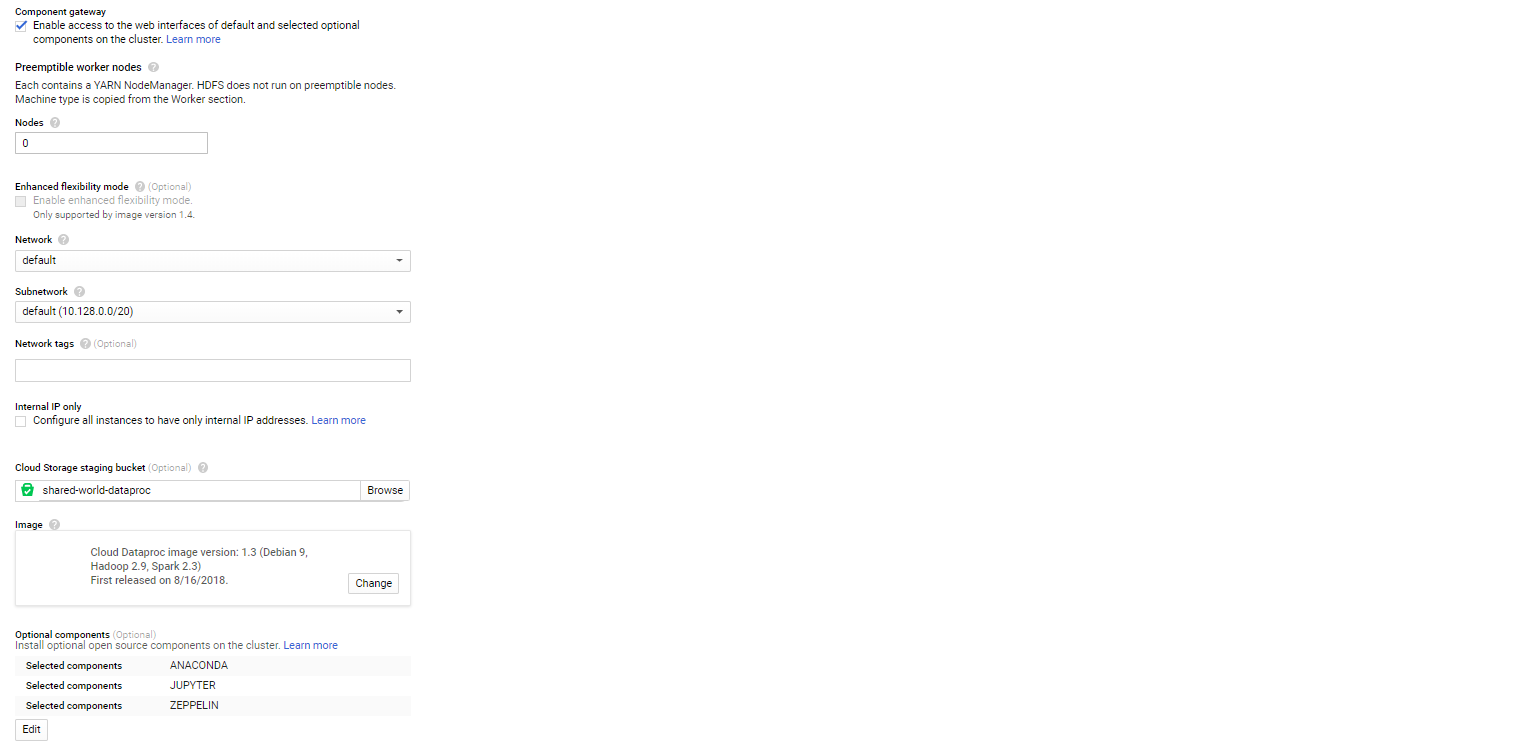 Component gateway
Enable access to the web interfaces of default and selected optional
components on the cluster. Learn more
Preemptible worker nodes ?
Each contains a YARN NodeManager. HDFS does not run on preemptible nodes.
Machine type is copied from the Worker section.
Nodes ?
0
Enhanced flexibility mode ? (Optional)
Enable enhanced flexibility mode.
Only supported by image version 1.4.
Network ?
default
Subnetwork ?
default (10.128.0.0/20)
Network tags ? (Optional)
Internal IP only
Configure all instances to have only internal IP addresses. Learn more
Cloud Storage staging bucket (Optional) ?
shared-world-dataproc Browse
Image ?
Cloud Dataproc image version: 1.3 (Debian 9,
Hadoop 2.9, Spark 2.3)
First released on 8/16/2018.
Change
Optional components (Optional)
Install optional open source components on the cluster. Learn more
Selected components ANACONDA
Selected components JUPYTER
Selected components ZEPPELIN
Edit